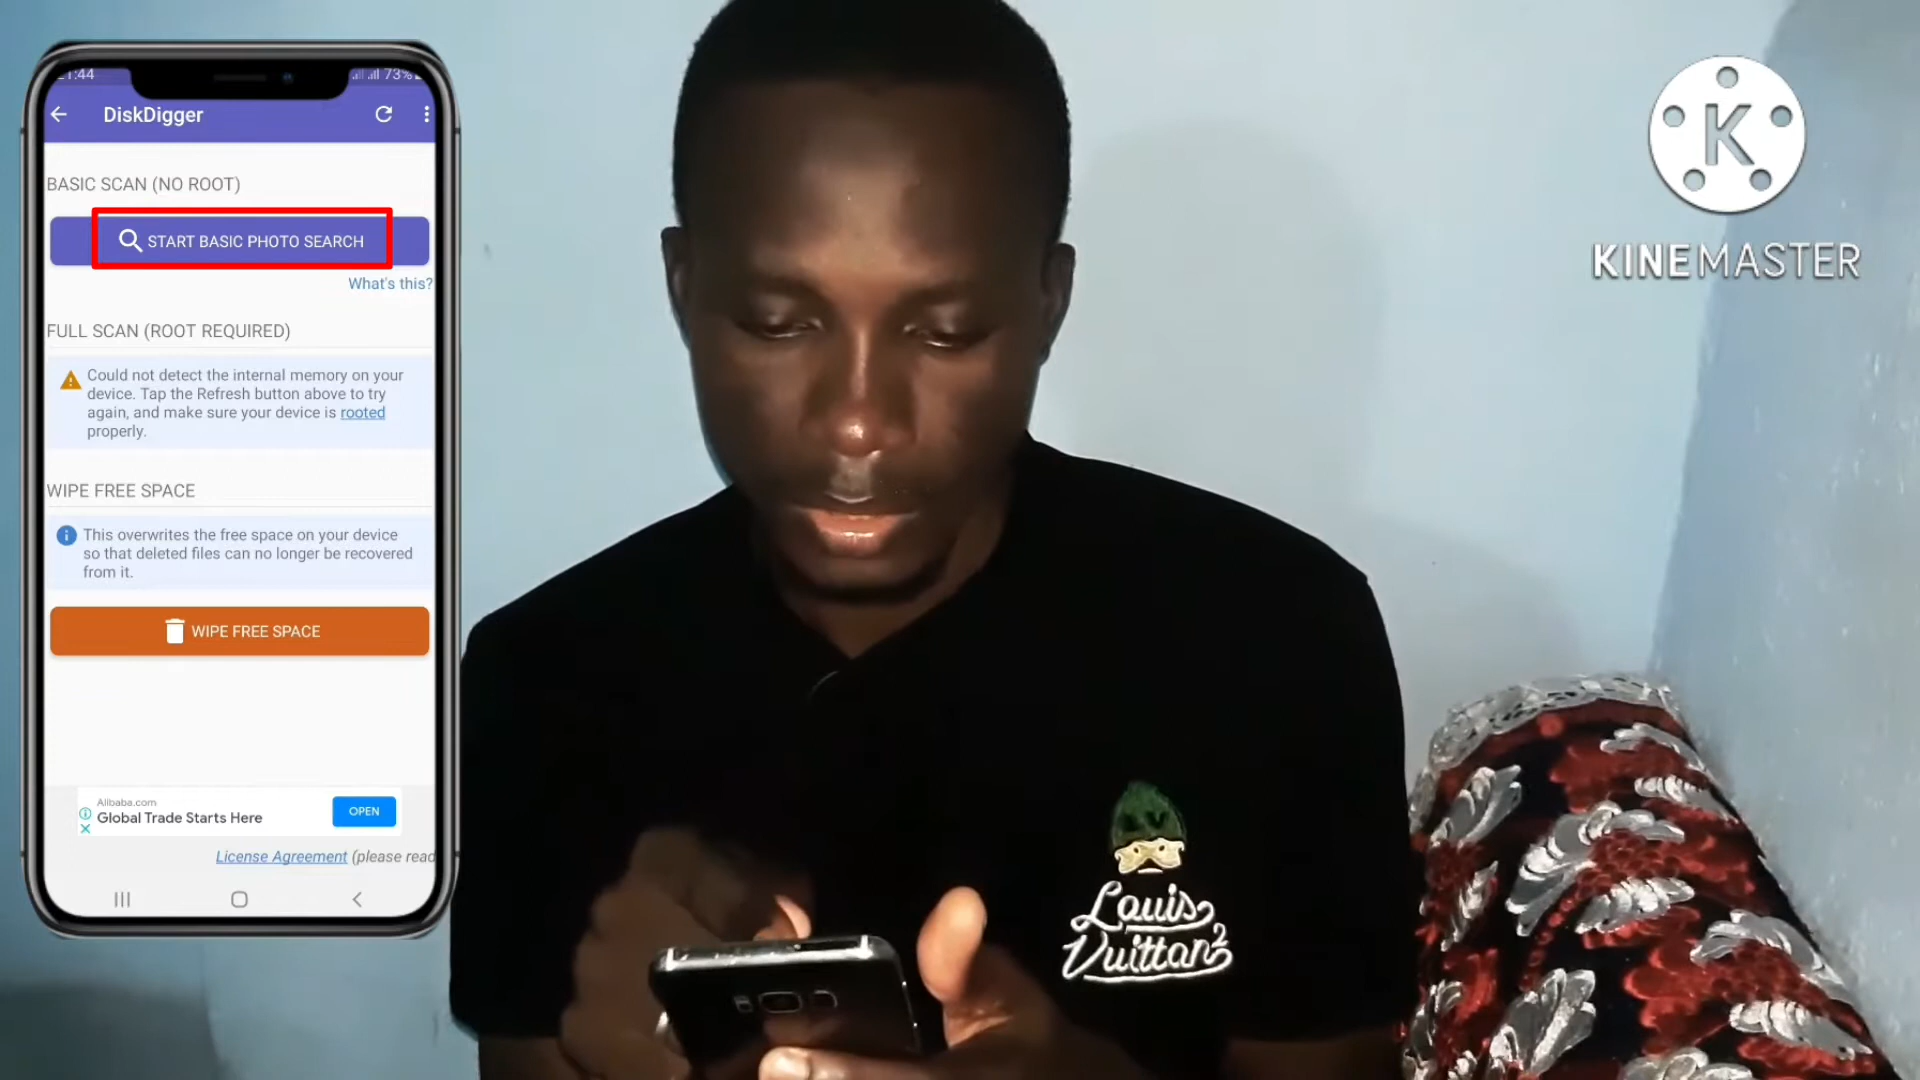 1:44
73%
DiskDigger
BASIC SCAN (NO ROOT)
START BASIC PHOTO SEARCH
What's this?
FULL SCAN (ROOT REQUIRED)
Could not detect the internal memory on your
device. Tap the Refresh button above to try
again, and make sure your device is rooted
properly.
WIPE FREE SPACE
This overwrites the free space on your device
so that deleted files can no longer be recovered
from it.
WIPE FREE SPACE
Alibaba.com
Global Trade Starts Here
OPEN
License Agreement (please read
K
KINEMASTER
LV
Louis
Vuitton2